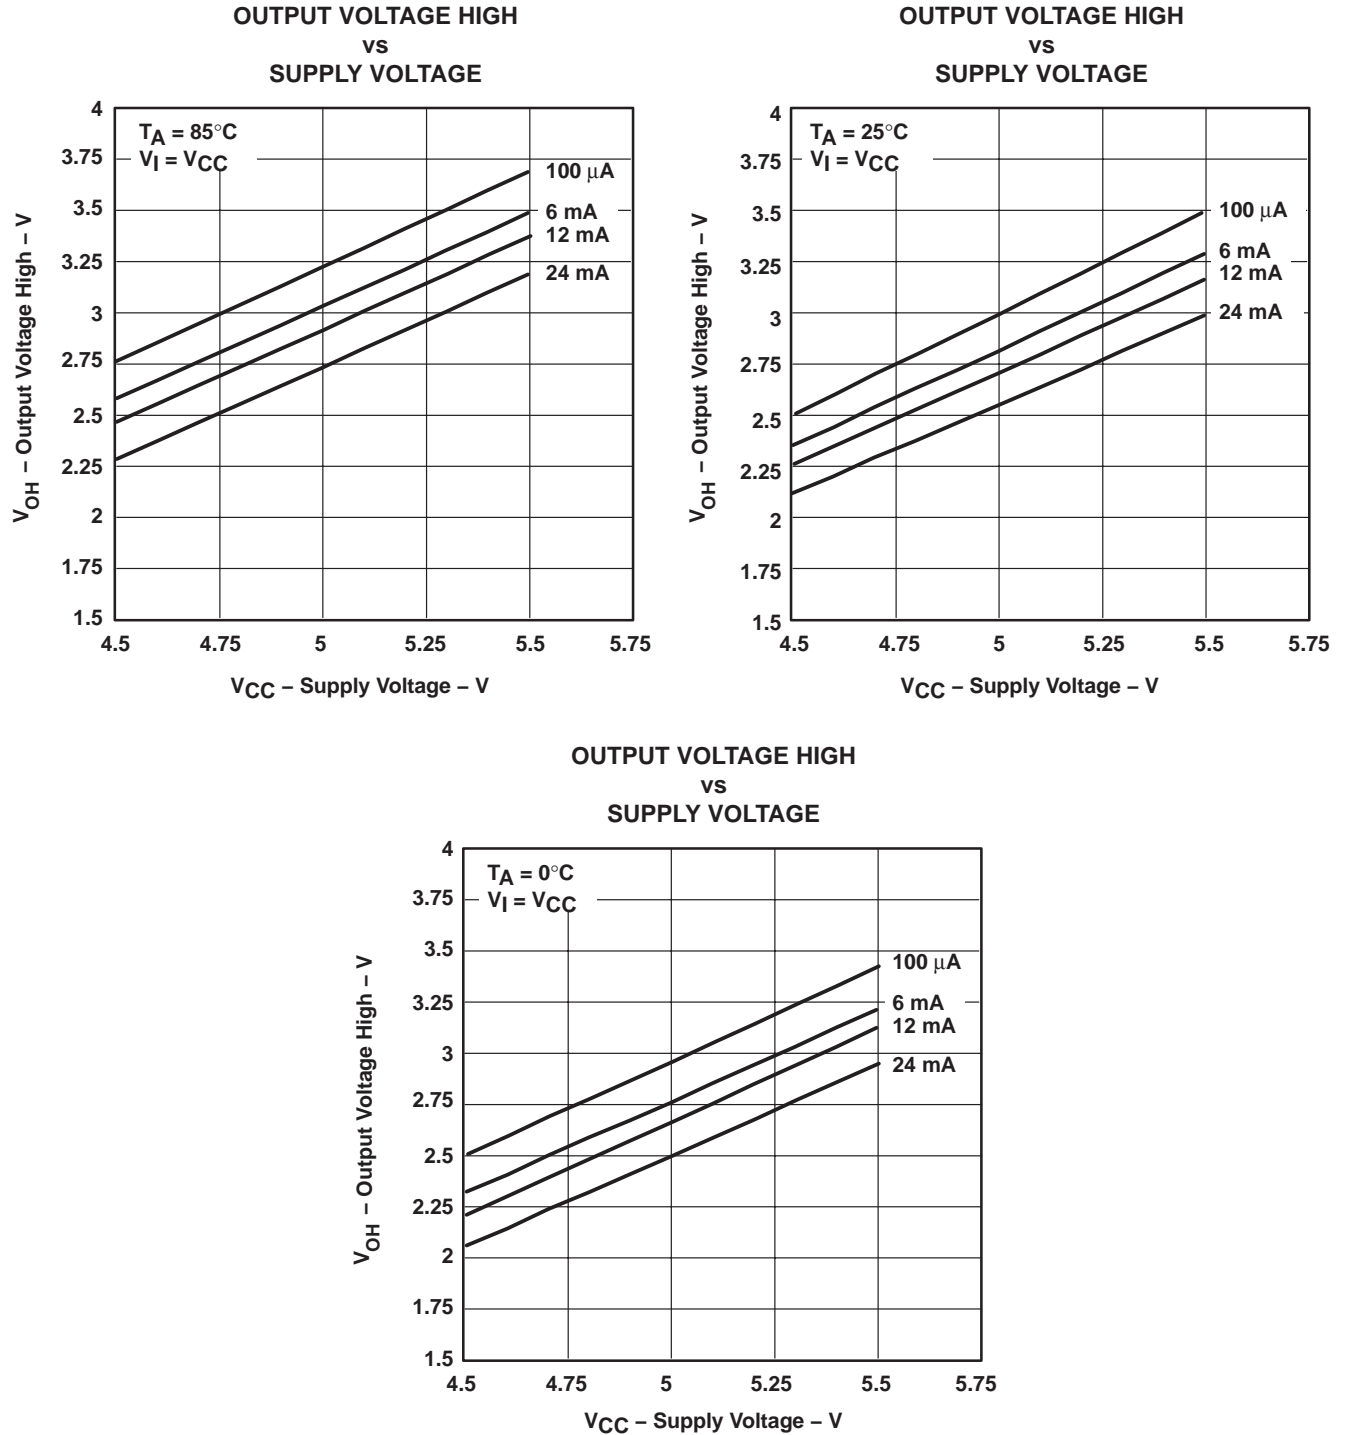 OUTPUT VOLTAGE HIGH
vs
SUPPLY VOLTAGE
TA = 85°C
VI = VCC
100 μA
6 mA
12 mA
24 mA
VOH – Output Voltage High – V
4
3.75
3.5
3.25
3
2.75
2.5
2.25
2
1.75
1.5
4.5 4.75 5 5.25 5.5 5.75
VCC – Supply Voltage – V
OUTPUT VOLTAGE HIGH
vs
SUPPLY VOLTAGE
TA = 25°C
VI = VCC
100 μA
6 mA
12 mA
24 mA
VOH – Output Voltage High – V
4
3.75
3.5
3.25
3
2.75
2.5
2.25
2
1.75
1.5
4.5 4.75 5 5.25 5.5 5.75
VCC – Supply Voltage – V
OUTPUT VOLTAGE HIGH
vs
SUPPLY VOLTAGE
TA = 0°C
VI = VCC
100 μA
6 mA
12 mA
24 mA
VOH – Output Voltage High – V
4
3.75
3.5
3.25
3
2.75
2.5
2.25
2
1.75
1.5
4.5 4.75 5 5.25 5.5 5.75
VCC – Supply Voltage – V